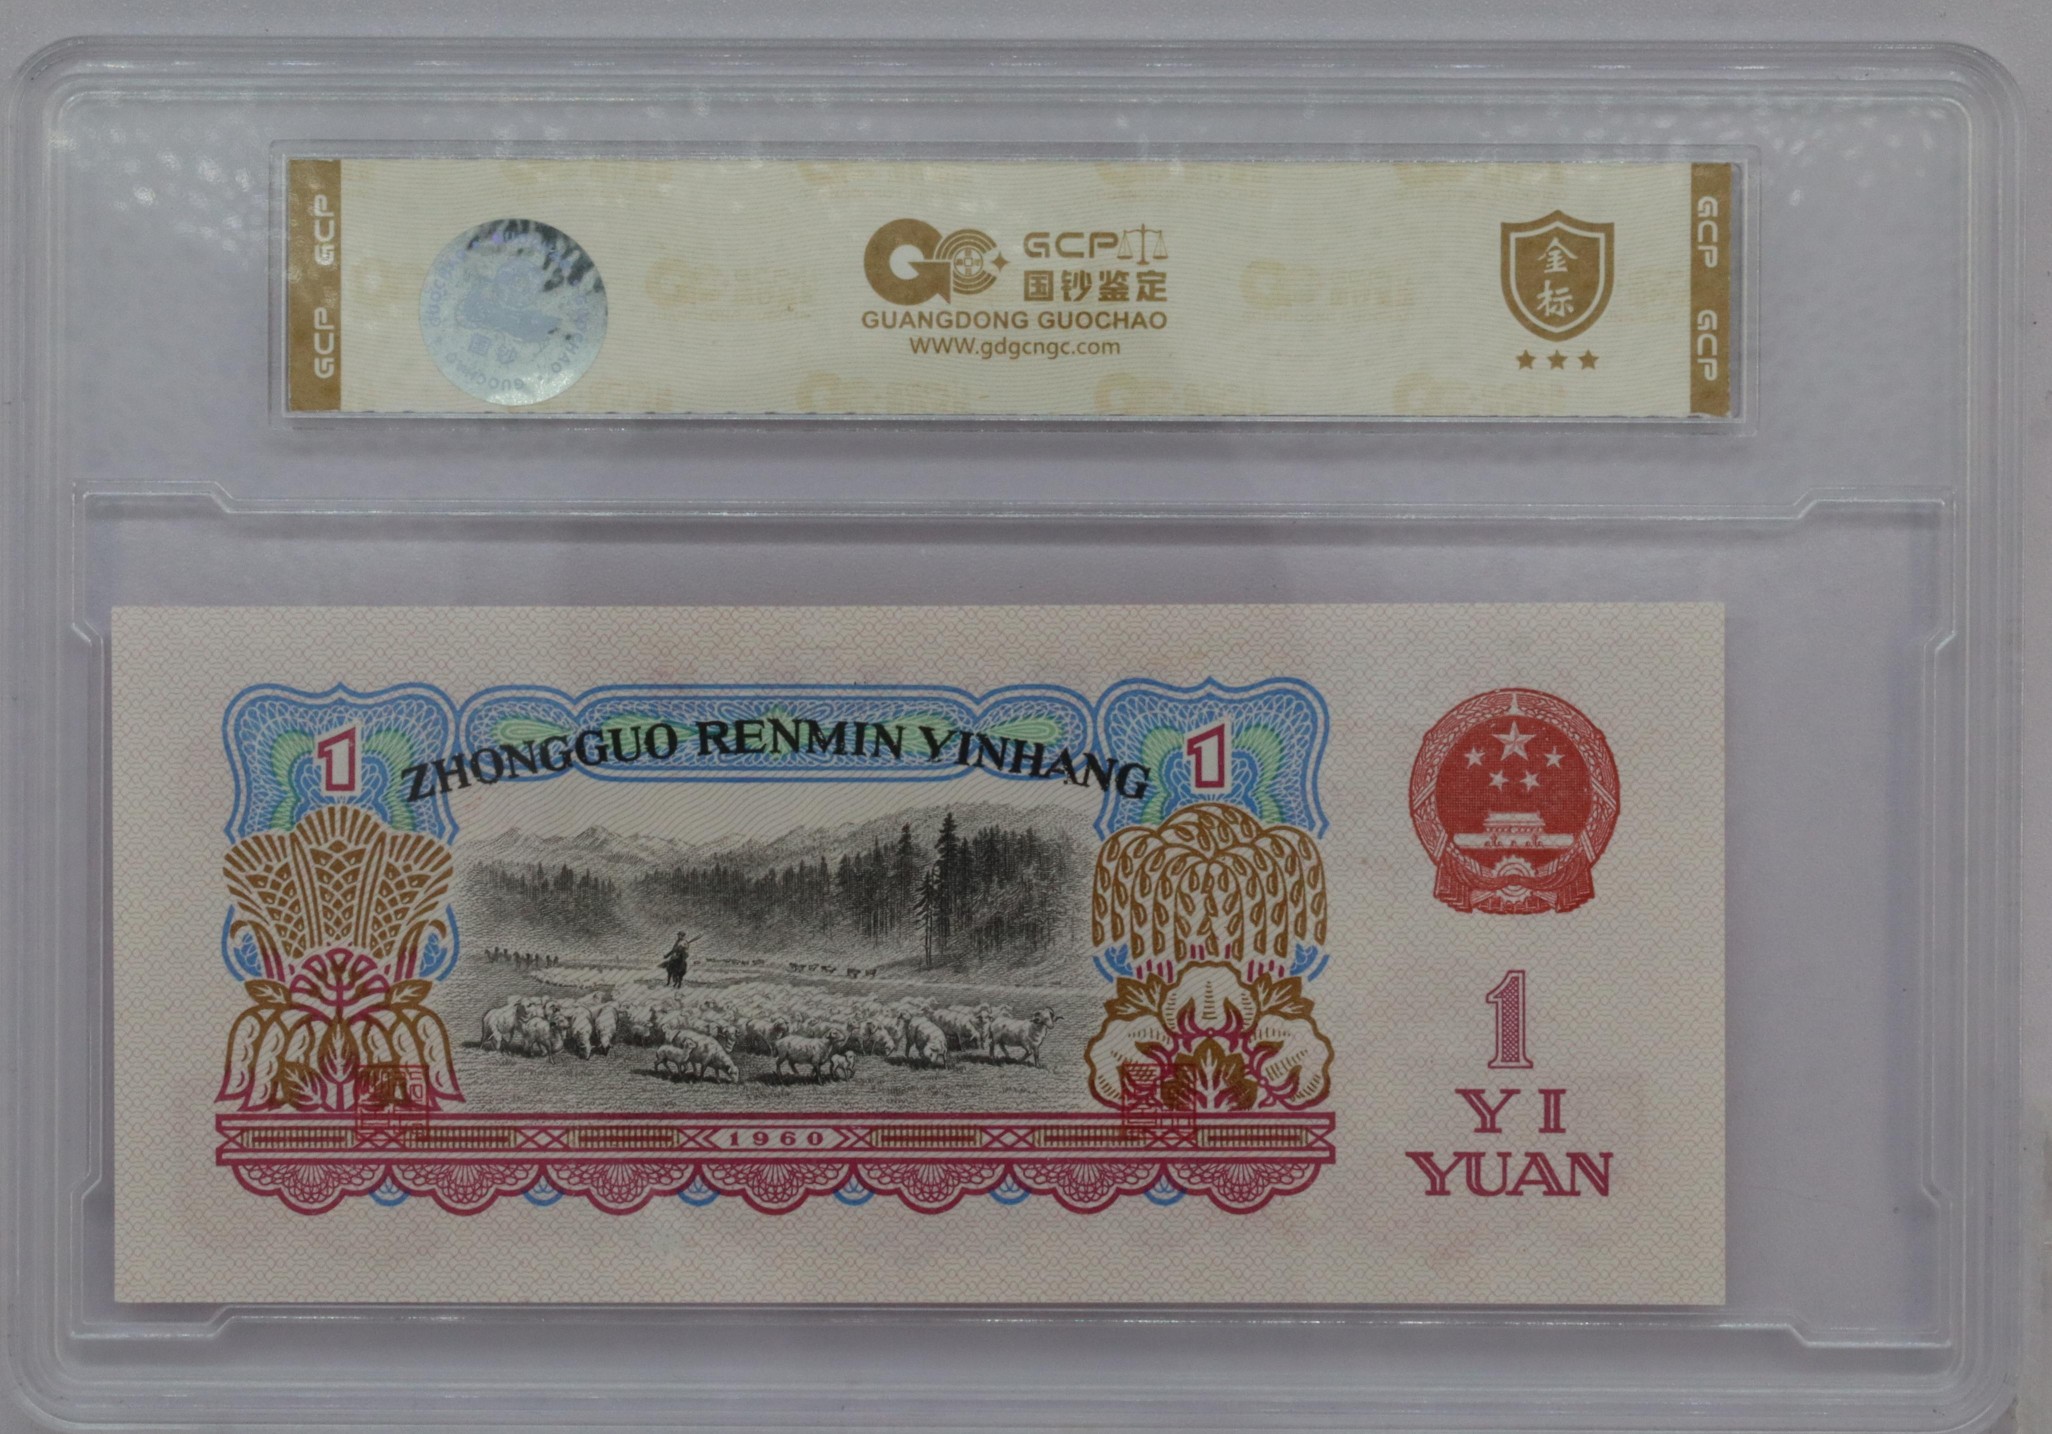 GCP GCP
GCP
国钞鉴定
GUANGDONG GUOCHAO
WWW.gdgcngc.com
金标
GCP GCP
1
ZHONGGUO RENMIN YINHANG
1
1960
1
YI
YUAN